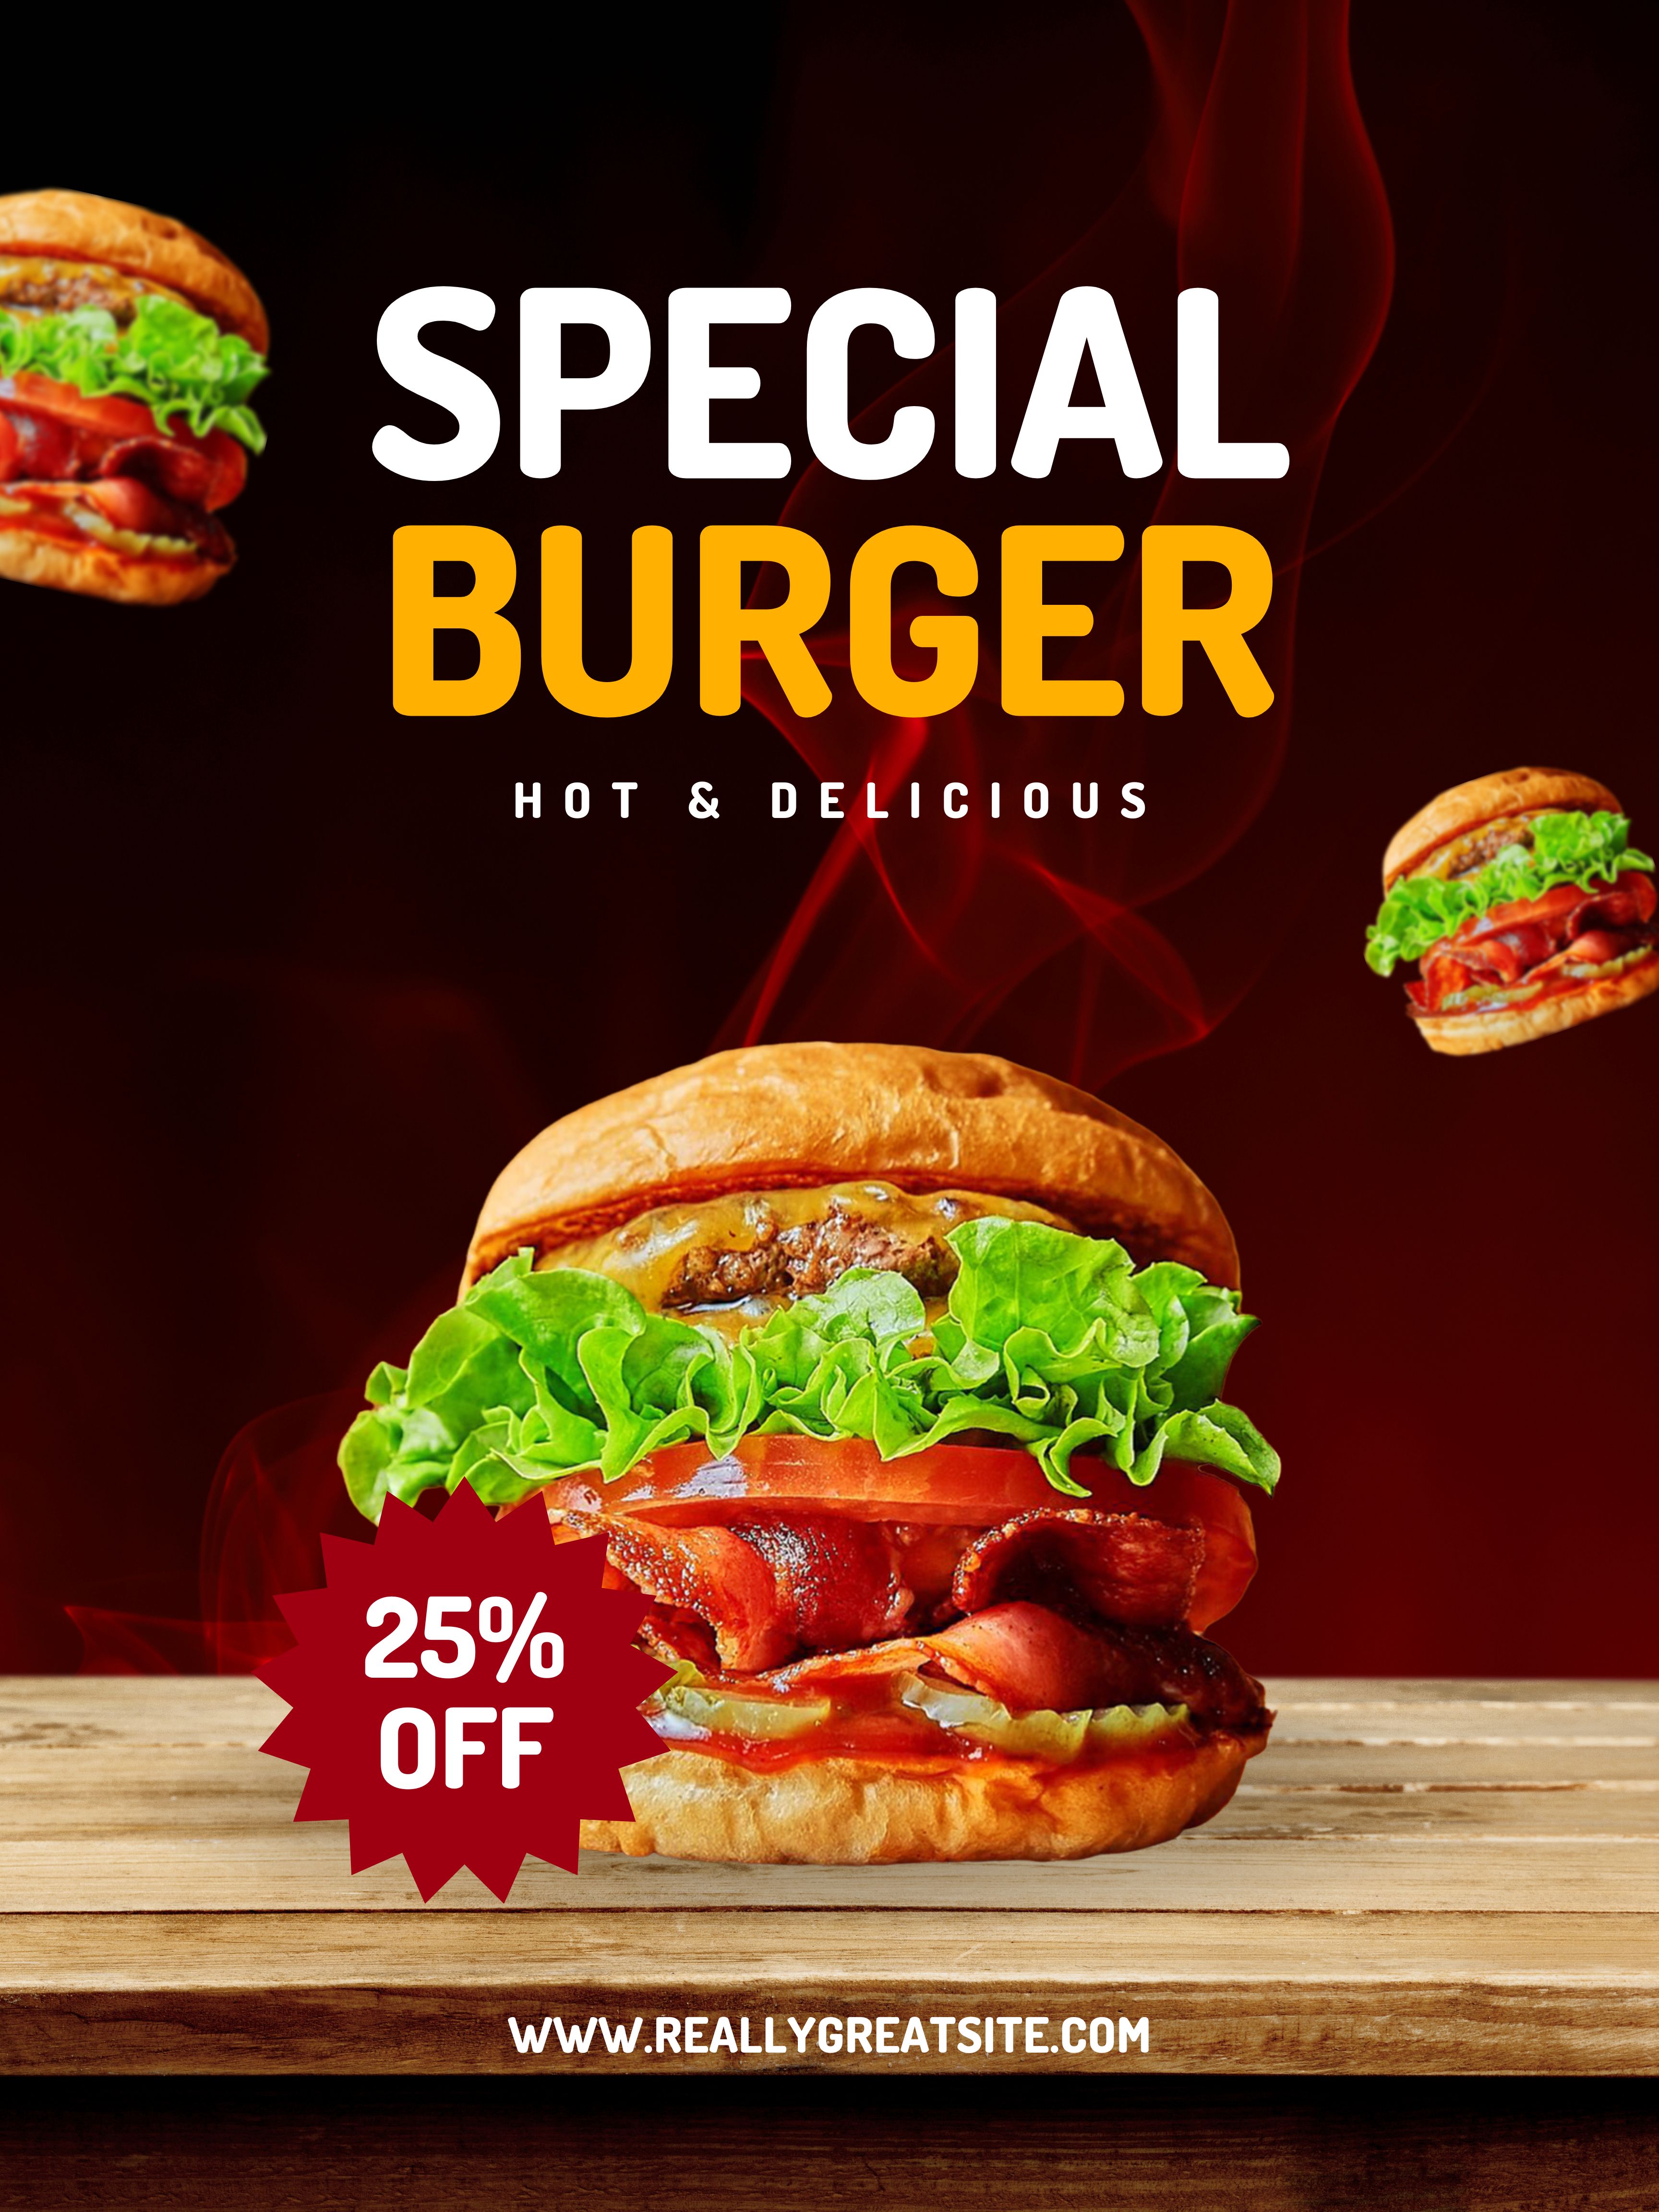 SPECIAL
BURGER
HOT & DELICIOUS
25%
OFF
WWW.REALLYGREATSITE.COM